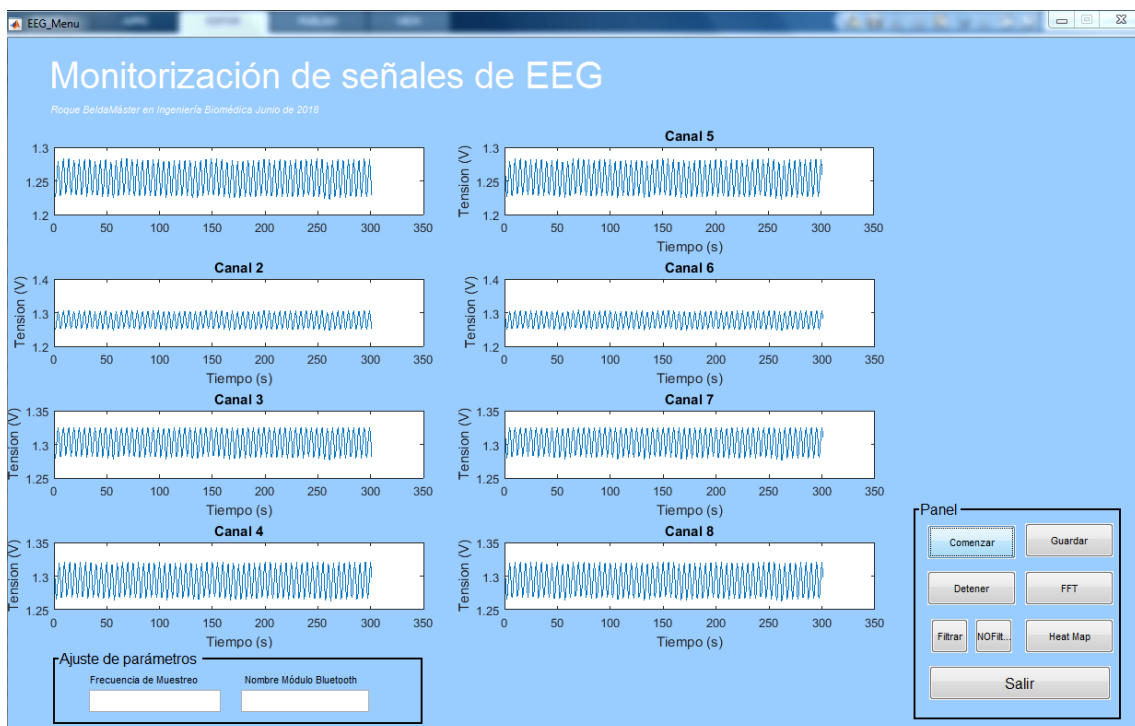 EEG_Menu
Monitorización de señales de EEG
Roque BeldaMáster en Ingeniería Biomédica Junio de 2018
1.3
1.25
1.2
0 50 100 150 200 250 300 350
Canal 5
Tension (V)
1.3
1.25
1.2
0 50 100 150 200 250 300 350
Tiempo (s)
Canal 2
Tension (V)
1.4
1.3
1.2
0 50 100 150 200 250 300 350
Tiempo (s)
Canal 6
Tension (V)
1.4
1.3
1.2
0 50 100 150 200 250 300 350
Tiempo (s)
Canal 3
Tension (V)
1.35
1.3
1.25
0 50 100 150 200 250 300 350
Tiempo (s)
Canal 7
Tension (V)
1.35
1.3
1.25
0 50 100 150 200 250 300 350
Tiempo (s)
Canal 4
Tension (V)
1.35
1.3
1.25
0 50 100 150 200 250 300 350
Tiempo (s)
Canal 8
Tension (V)
1.35
1.3
1.25
0 50 100 150 200 250 300 350
Tiempo (s)
Ajuste de parámetros
Frecuencia de Muestreo
Nombre Módulo Bluetooth
Panel
Comenzar
Guardar
Detener
FFT
Filtrar
NOFilt...
Heat Map
Salir